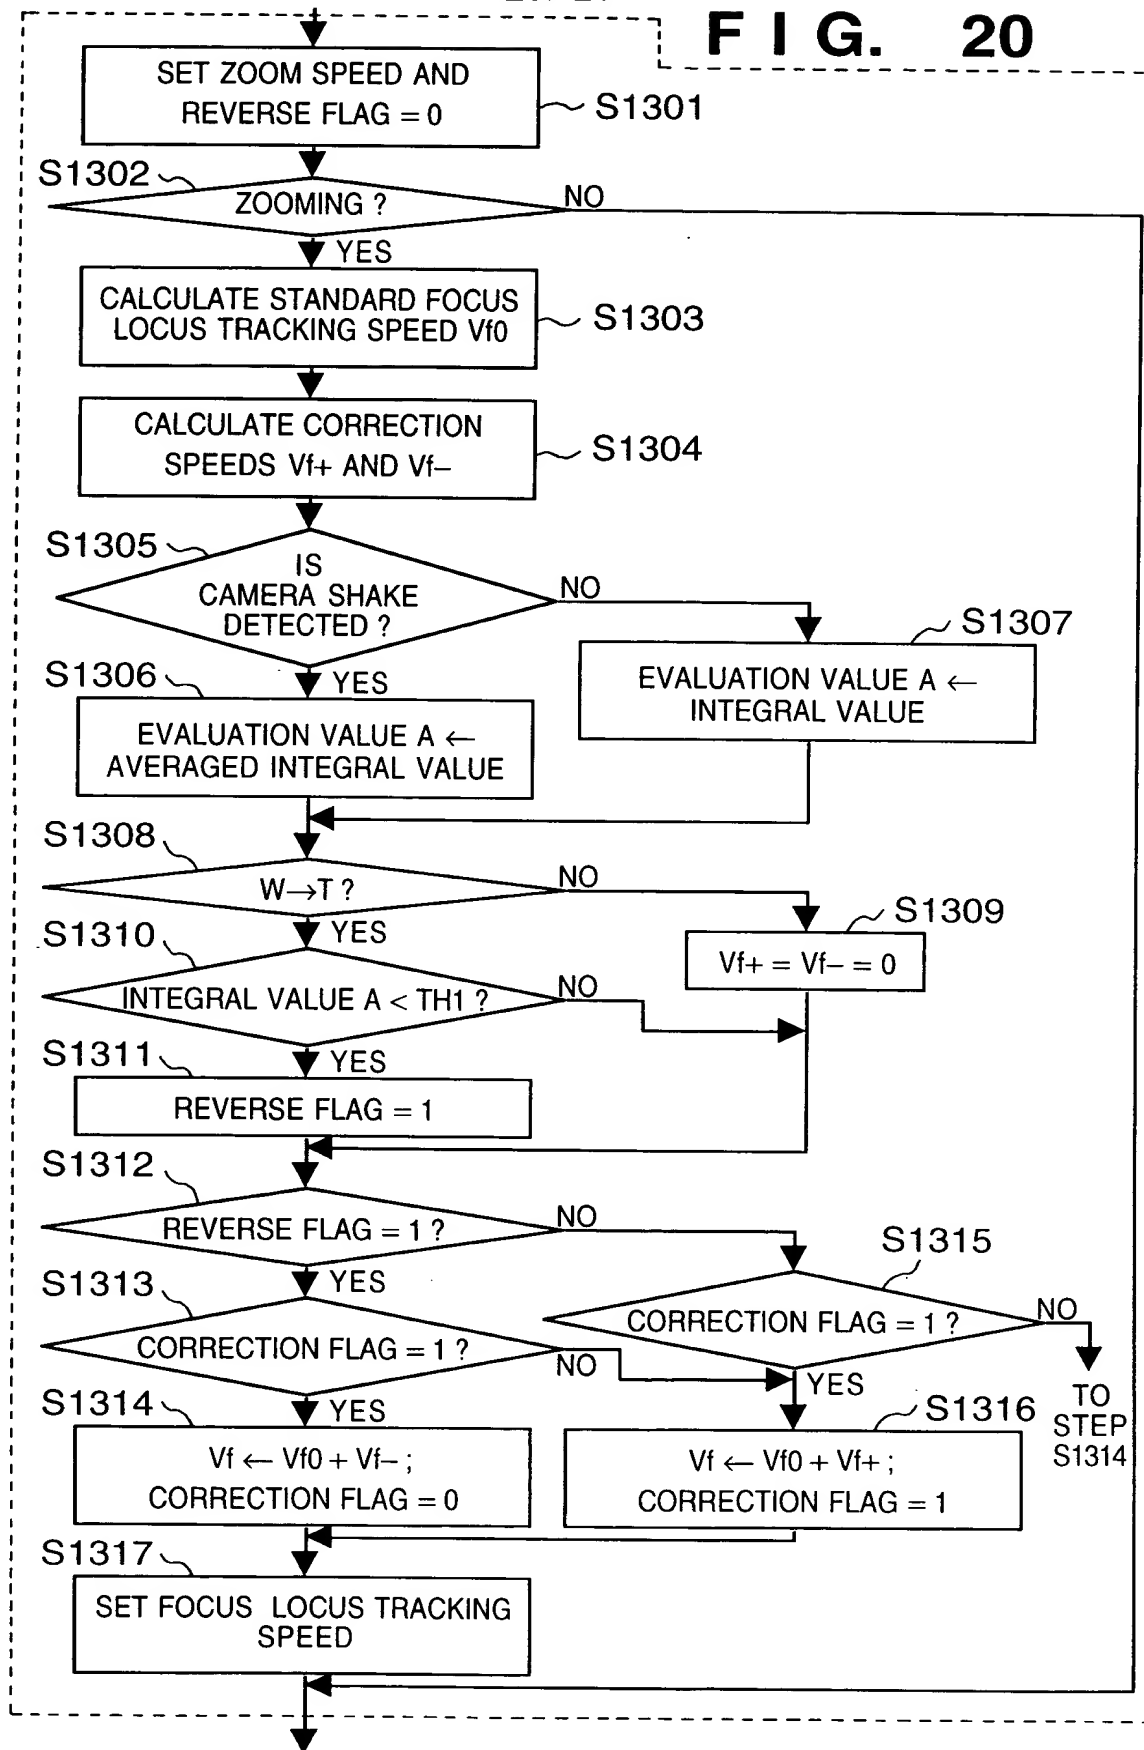 FIG. 20
SET ZOOM SPEED AND
REVERSE FLAG = 0
S1301
S1302
ZOOMING ?
NO
YES
CALCULATE STANDARD FOCUS
LOCUS TRACKING SPEED Vf0
S1303
CALCULATE CORRECTION
SPEEDS Vf+ AND Vf−
S1304
S1305
IS
CAMERA SHAKE
DETECTED ?
NO
YES
S1307
EVALUATION VALUE A ←
INTEGRAL VALUE
S1306
EVALUATION VALUE A ←
AVERAGED INTEGRAL VALUE
S1308
W→T ?
NO
YES
S1309
Vf+ = Vf− = 0
S1310
INTEGRAL VALUE A < TH1 ?
NO
YES
S1311
REVERSE FLAG = 1
S1312
REVERSE FLAG = 1 ?
NO
YES
S1315
CORRECTION FLAG = 1 ?
NO
YES
TO
STEP
S1314
S1313
CORRECTION FLAG = 1 ?
NO
YES
S1314
Vf ← Vf0 + Vf− ;
CORRECTION FLAG = 0
S1316
Vf ← Vf0 + Vf+ ;
CORRECTION FLAG = 1
S1317
SET FOCUS LOCUS TRACKING
SPEED